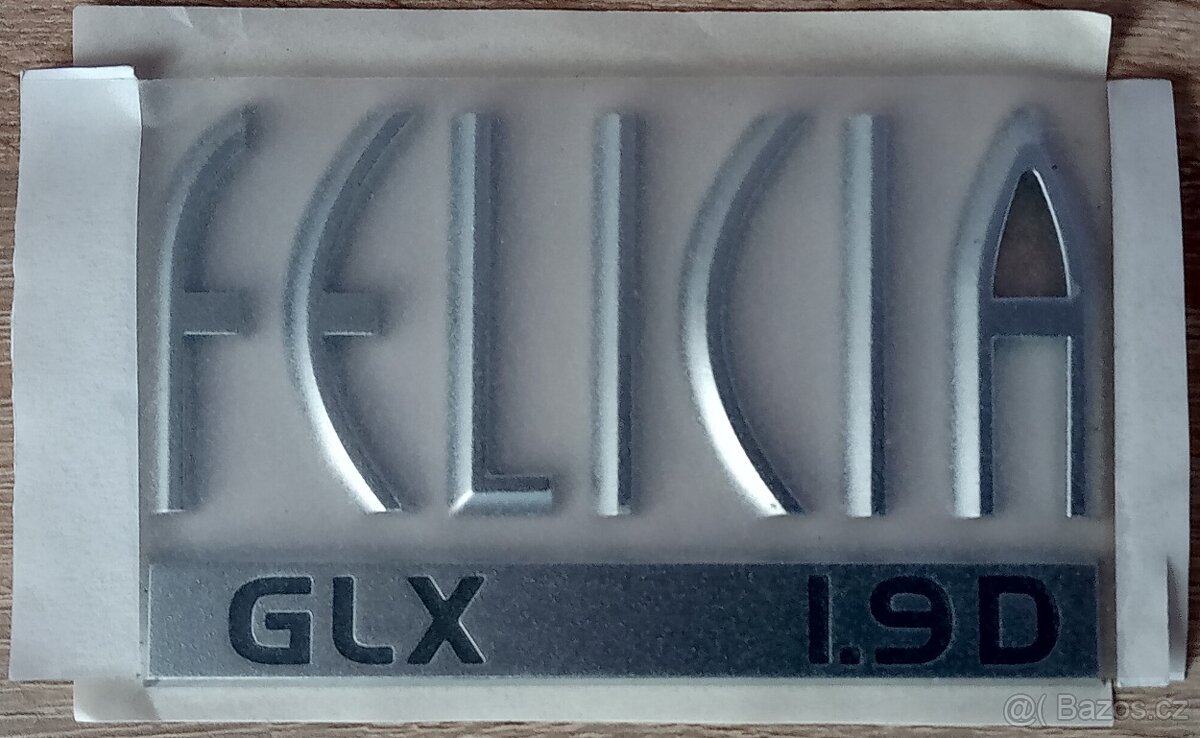 FELICIA
GLX 1.9D
@( Bazos.cz